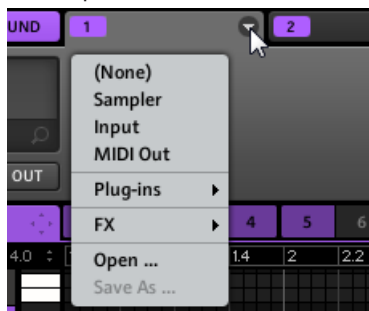 UND 1 2
(None)
Sampler
Input
MIDI Out
OUT
Plug-ins
FX
4 5 6
Open ...
4.0 1.4 2 2.2
Save As ...